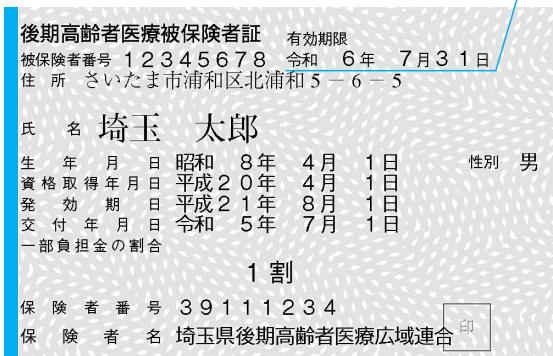 後期高齢者医療被保険者証
有効期限
被保険者番号 １２３４５６７８ 令和　６年　７月３１日
住所 さいたま市浦和区北浦和５－６－５
氏名 埼玉　太郎
生年月日 昭和　８年　４月　１日 性別 男
資格取得年月日 平成２０年　４月　１日
発効期日 平成２１年　８月　１日
交付年月日 令和　５年　７月　１日
一部負担金の割合
１割
保険者番号 ３９１１１２３４
保険者名 埼玉県後期高齢者医療広域連合 印